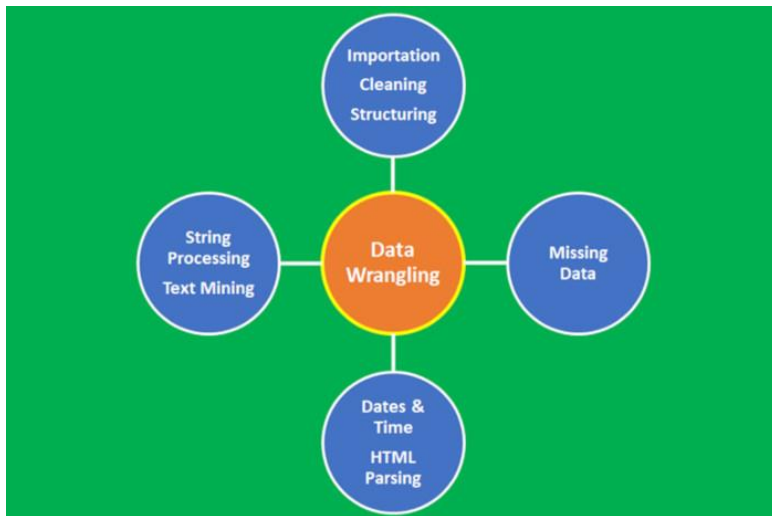 Importation
Cleaning
Structuring
String
Processing
Text Mining
Data
Wrangling
Missing
Data
Dates &
Time
HTML
Parsing